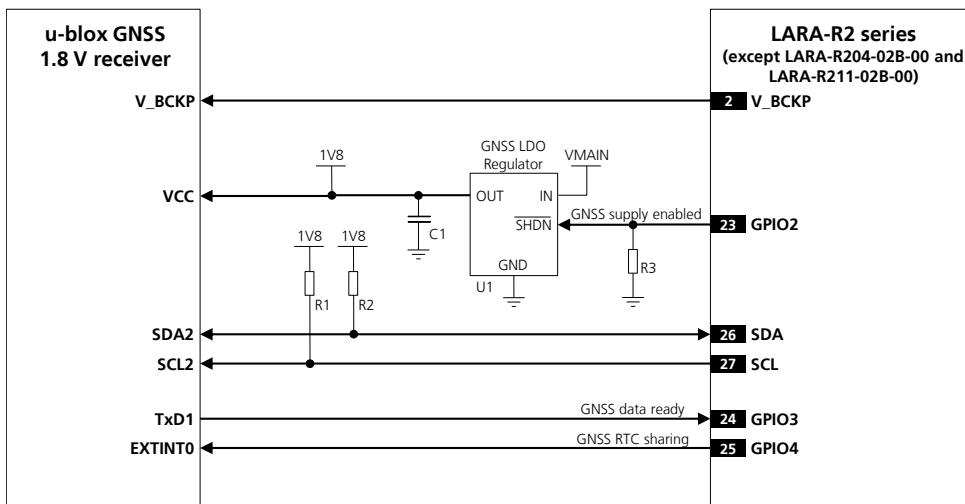 u-blox GNSS
1.8 V receiver
LARA-R2 series
(except LARA-R204-02B-00 and
LARA-R211-02B-00)
V_BCKP
2 V_BCKP
GNSS LDO
Regulator
1V8
VMAIN
VCC
OUT
IN
GNSS supply enabled
SHDN
23 GPIO2
C1
1V8
1V8
GND
R3
U1
R1
R2
SDA2
26 SDA
SCL2
27 SCL
TxD1
GNSS data ready
24 GPIO3
EXTINT0
GNSS RTC sharing
25 GPIO4